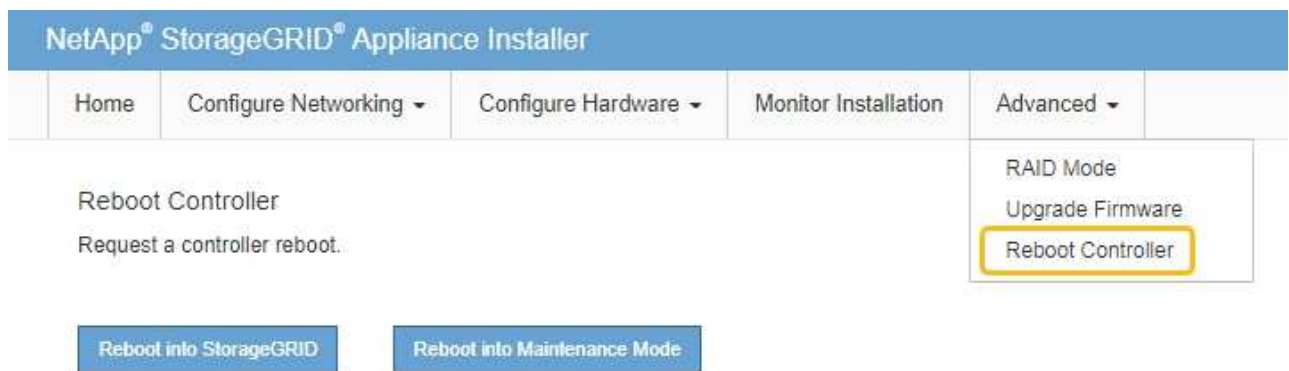 NetApp® StorageGRID® Appliance Installer
Home Configure Networking Configure Hardware Monitor Installation Advanced
RAID Mode
Upgrade Firmware
Reboot Controller
Reboot Controller
Request a controller reboot.
Reboot into StorageGRID Reboot into Maintenance Mode